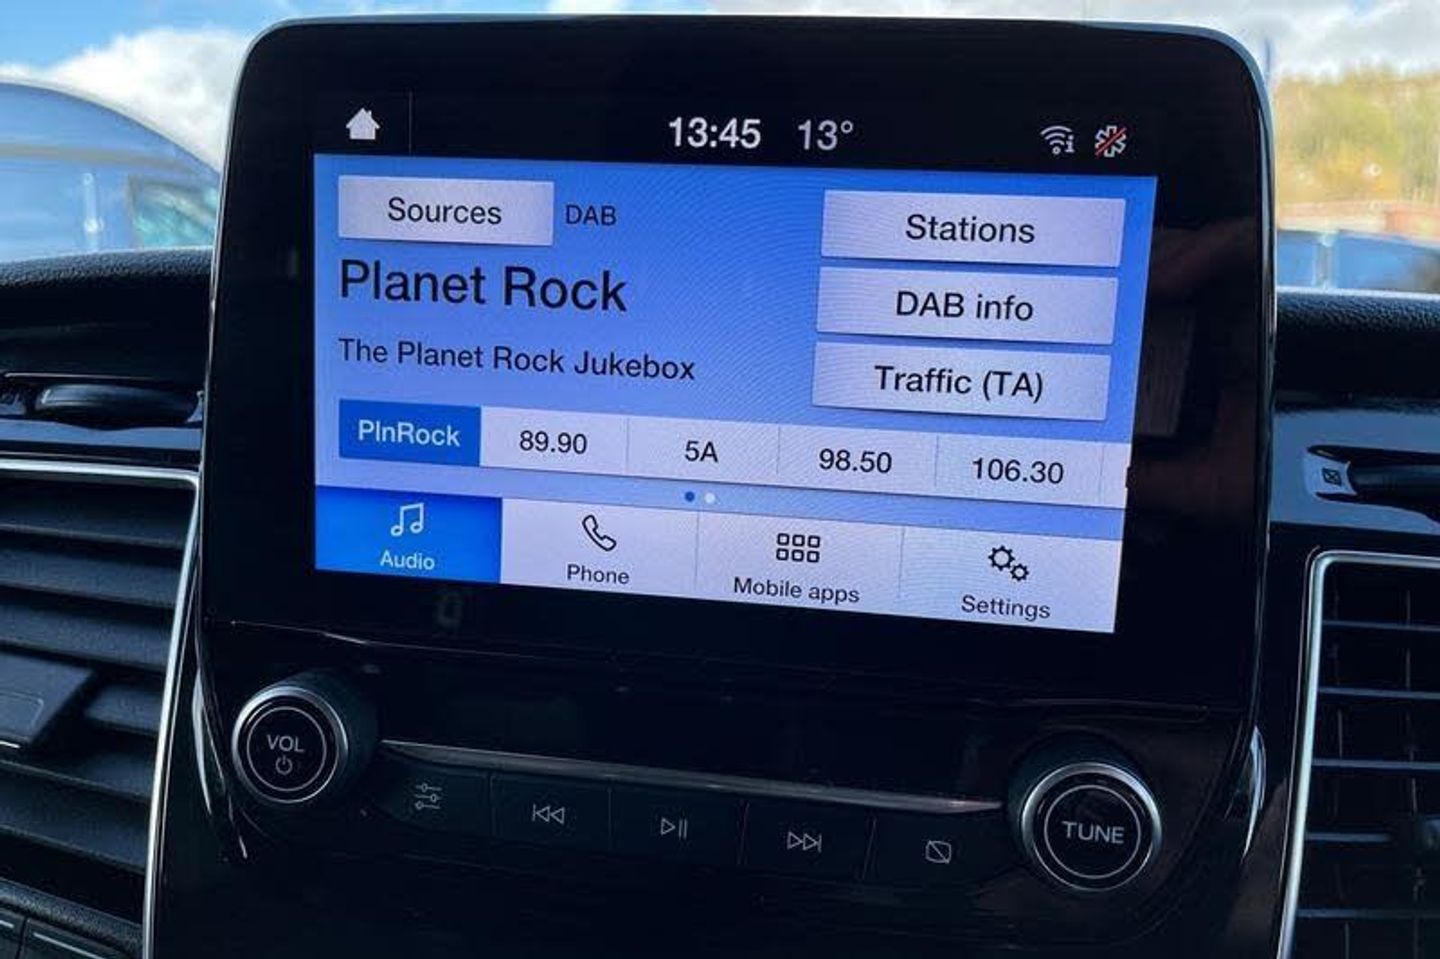 13:45 13°
Sources DAB
Stations
Planet Rock
DAB info
The Planet Rock Jukebox
Traffic (TA)
PlnRock 89.90 5A 98.50 106.30
Audio Phone Mobile apps Settings
VOL
TUNE